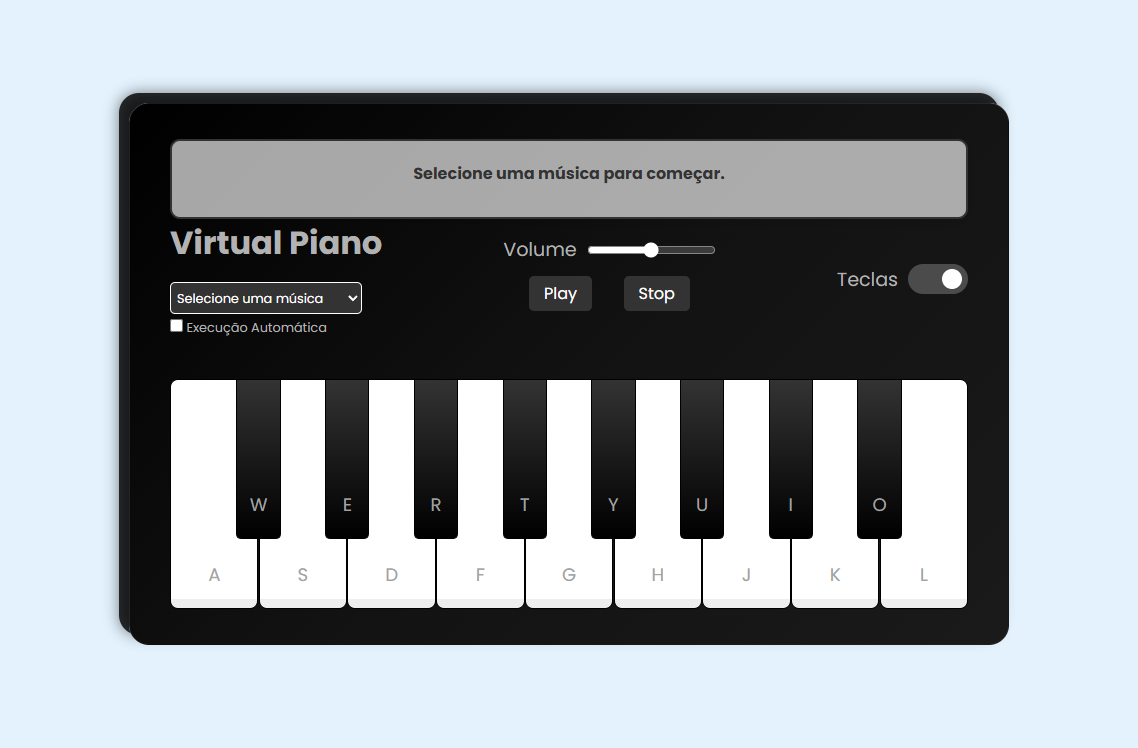 Selecione uma música para começar.
Virtual Piano
Volume
Teclas
Selecione uma música
Play
Stop
Execução Automática
W E R T Y U I O
A S D F G H J K L